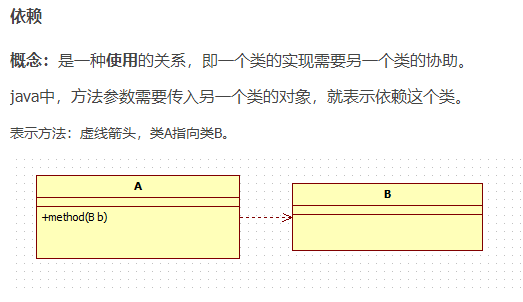 依赖
概念：是一种使用的关系，即一个类的实现需要另一个类的协助。
java中，方法参数需要传入另一个类的对象，就表示依赖这个类。
表示方法：虚线箭头，类A指向类B。
A
+method(B b)
B